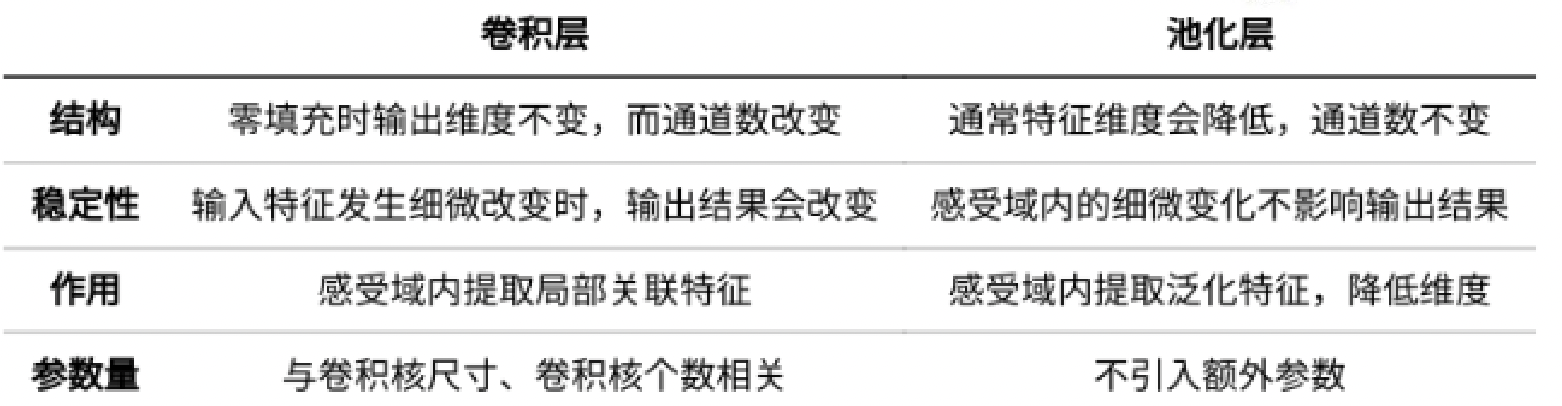 卷积层 池化层
结构 零填充时输出维度不变，而通道数改变 通常特征维度会降低，通道数不变
稳定性 输入特征发生细微改变时，输出结果会改变 感受域内的细微变化不影响输出结果
作用 感受域内提取局部关联特征 感受域内提取泛化特征，降低维度
参数量 与卷积核尺寸、卷积核个数相关 不引入额外参数